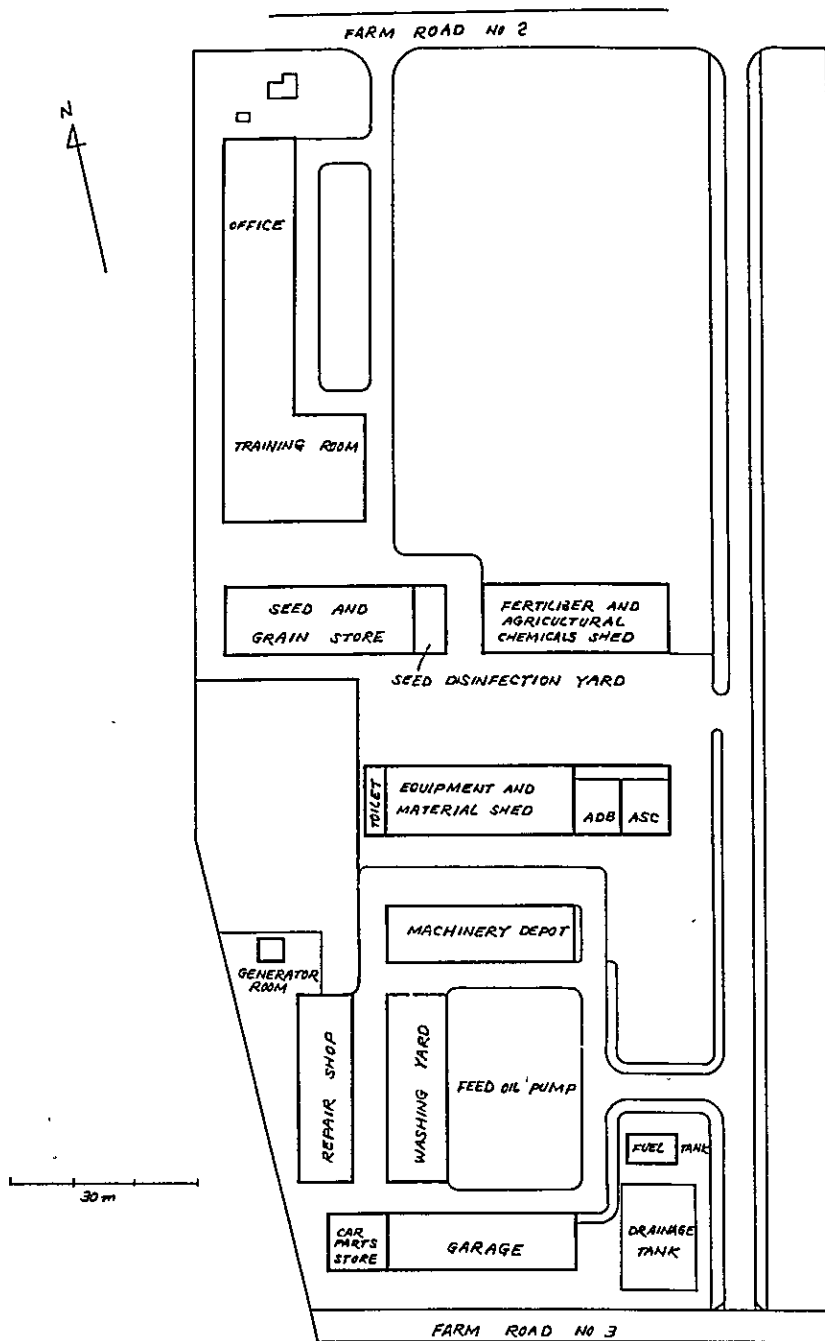 FARM ROAD NO 2
N
OFFICE
TRAINING ROOM
SEED AND
GRAIN STORE
FERTILIBER AND
AGRICULTURAL
CHEMICALS SHED
SEED DISINFECTION YARD
TOILET
EQUIPMENT AND
MATERIAL SHED
ADB
ASC
MACHINERY DEPOT
GENERATOR
ROOM
REPAIR SHOP
WASHING YARD
FEED OIL PUMP
FUEL TANK
30m
CAR
PARTS
STORE
GARAGE
DRAINAGE
TANK
FARM ROAD NO 3